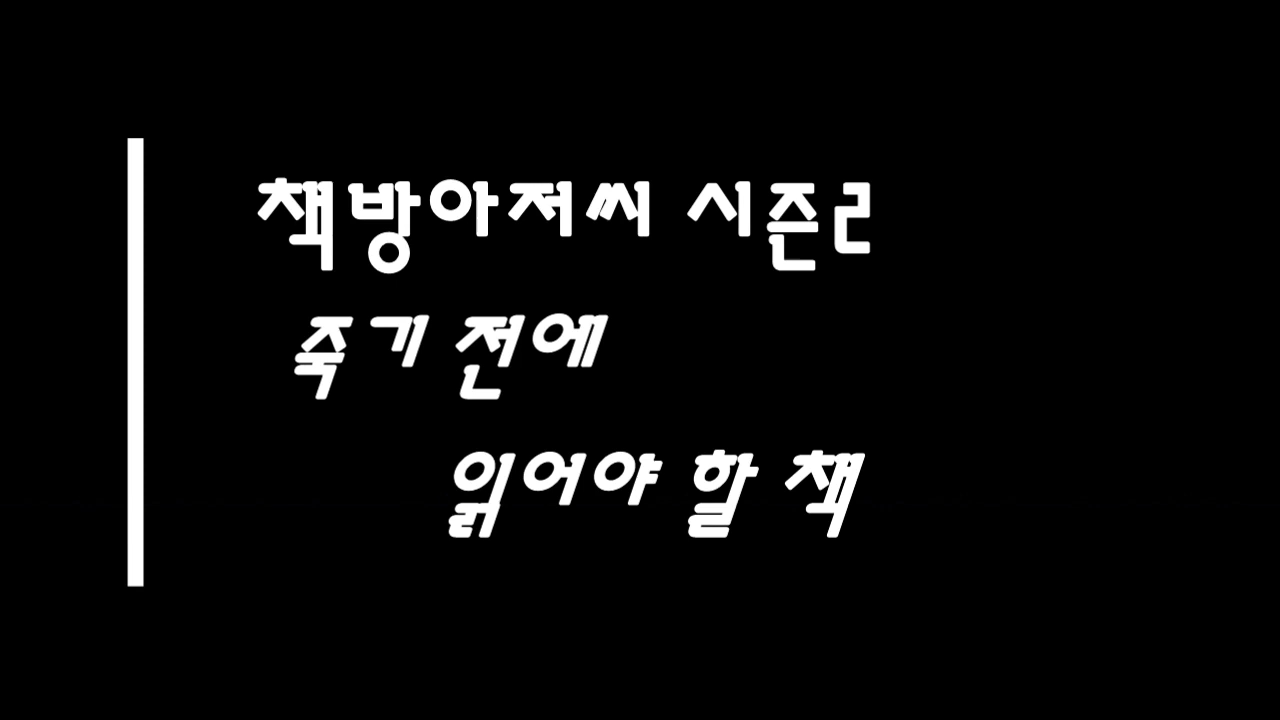 책방아저씨 시즌2
죽기 전에
읽어야 할 책